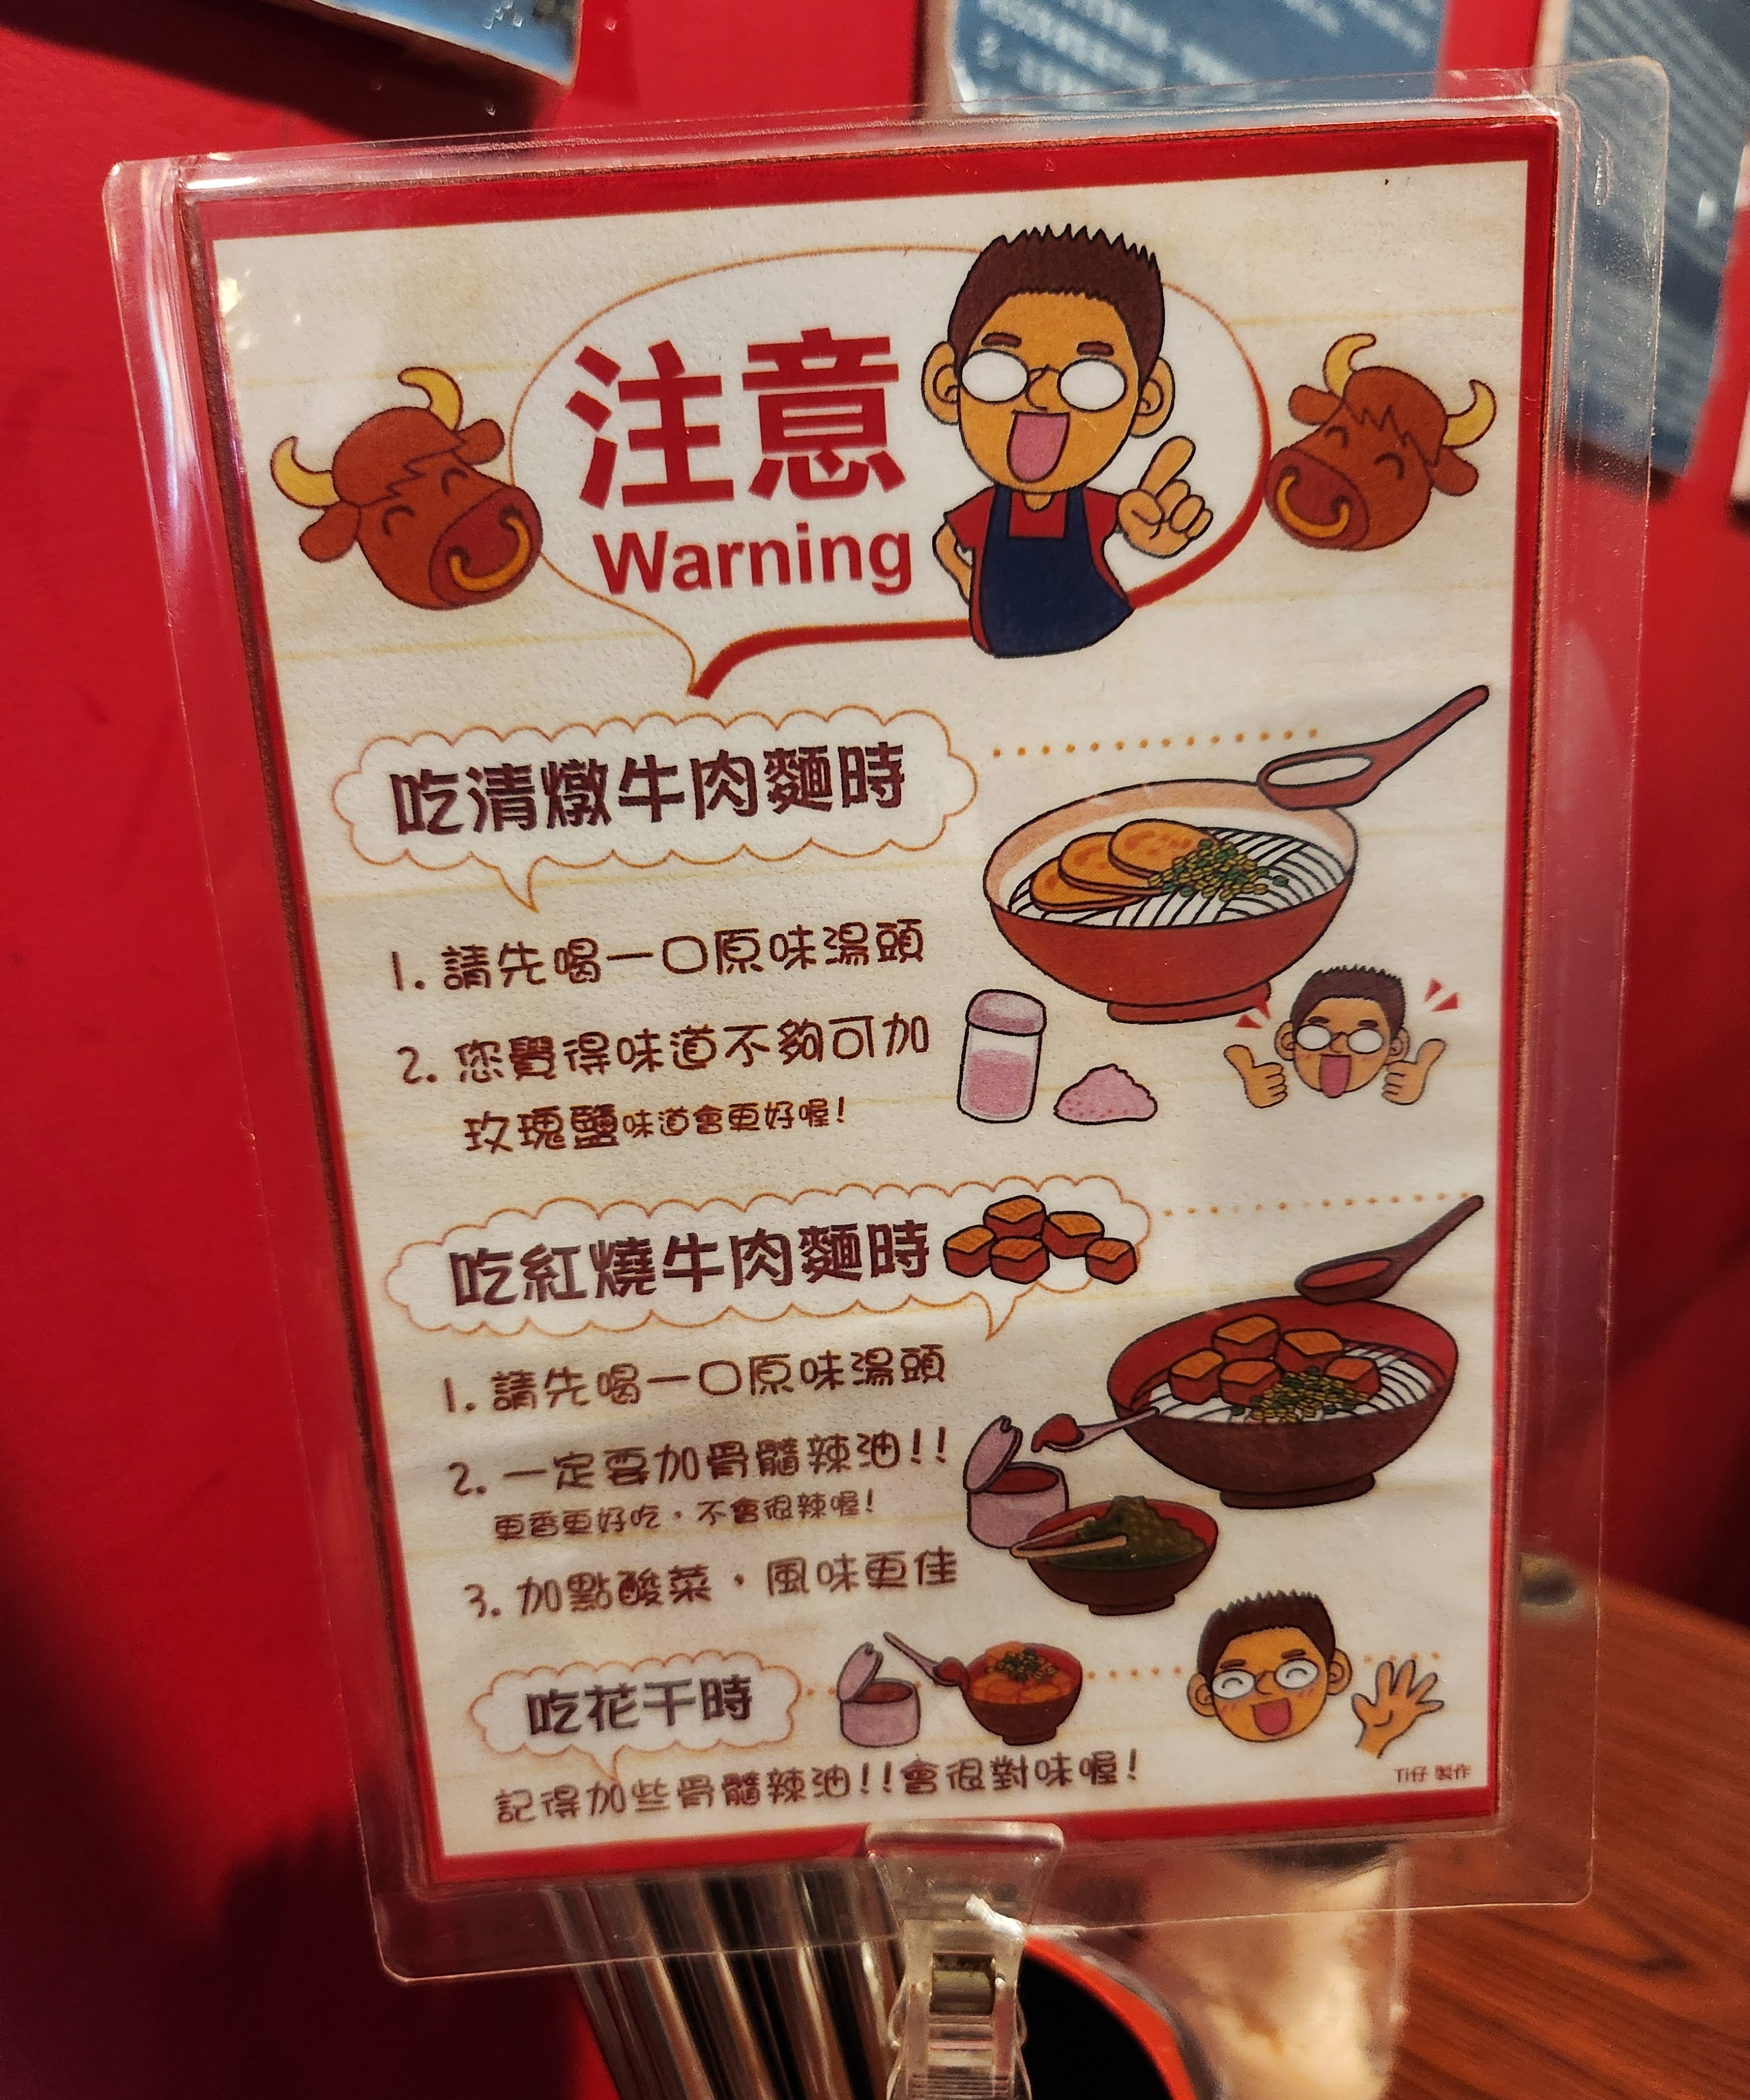 注意
Warning
吃清燉牛肉麵時
1. 請先喝一口原味湯頭
2. 您覺得味道不夠可加
玫瑰鹽味道會更好喔!
吃紅燒牛肉麵時
1. 請先喝一口原味湯頭
2. 一定要加骨髓辣油!!
更香更好吃，不會很辣喔!
3. 加點酸菜，風味更佳
吃花干時
記得加些骨髓辣油!!會很對味喔!
Ti仔 製作